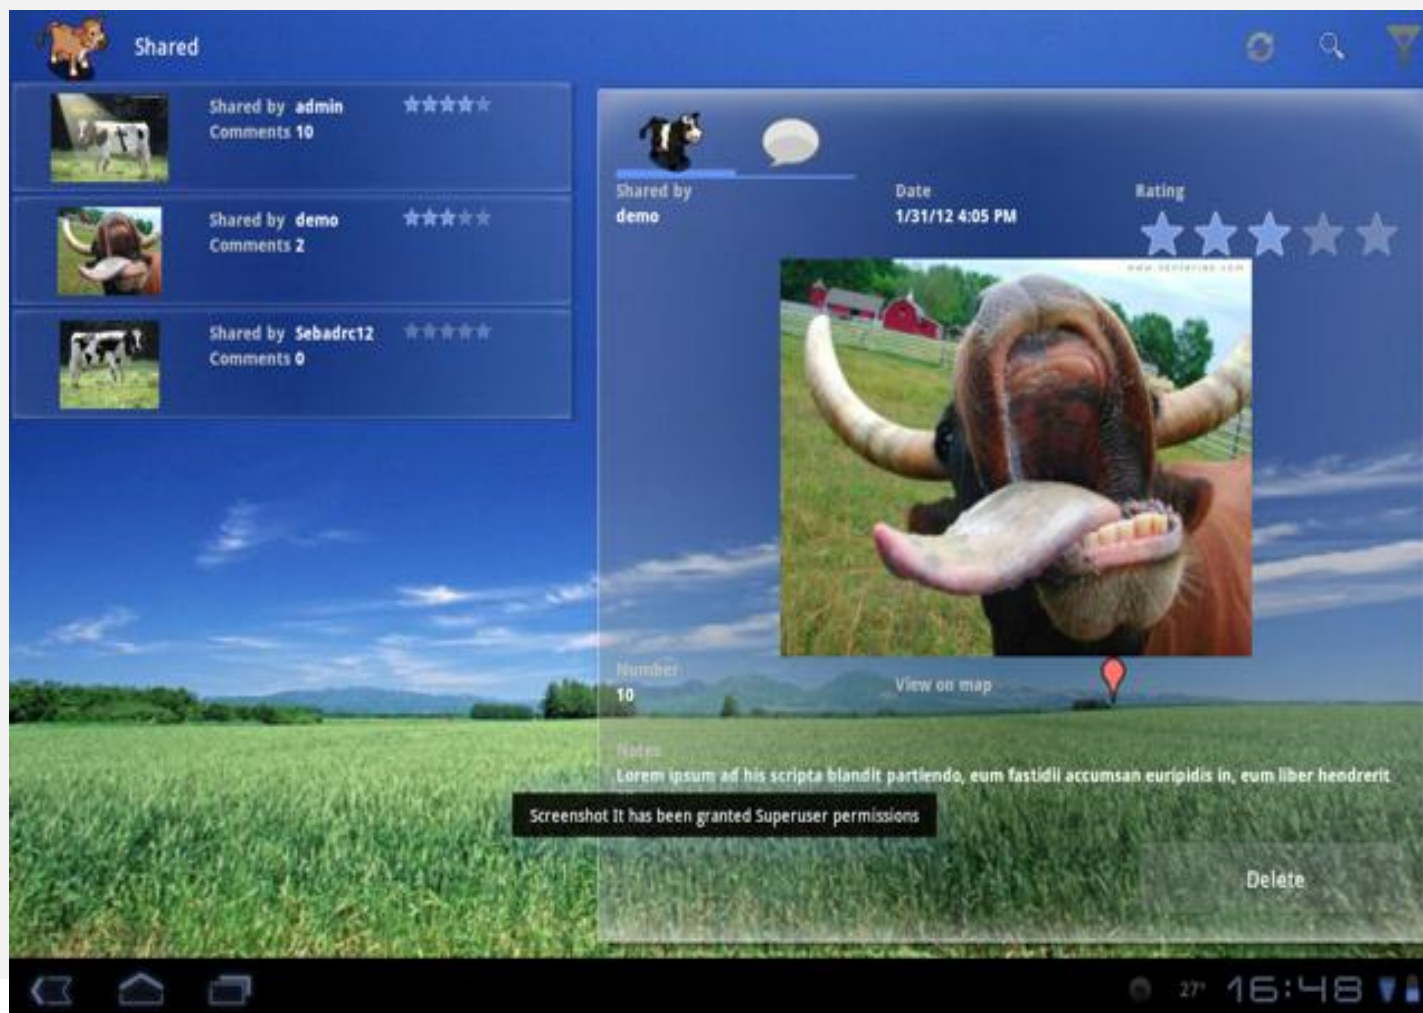 Shared
Shared by admin
Comments 10
Shared by demo
Comments 2
Shared by Sebadrc12
Comments 0
Shared by
demo
Date
1/31/12 4:05 PM
Rating
Number
10
View on map
Notes
Lorem ipsum ad his scripta blandit partiendo, eum fastidii accumsan euripidis in, eum liber hendrerit
Screenshot It has been granted Superuser permissions
Delete
27°
16:48